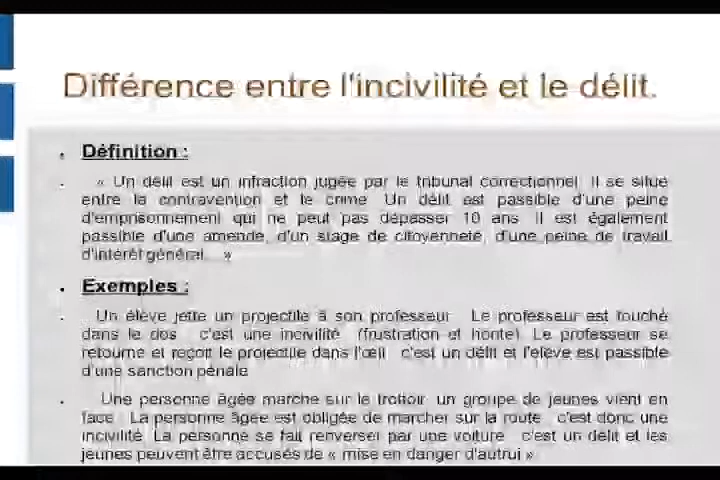 Différence entre l'incivilité et le délit.
Définition :
« Un délit est un infraction jugée par le tribunal correctionnel. Il se situe
entre la contravention et le crime. Un délit est passible d'une peine
d'emprisonnement qui ne peut pas dépasser 10 ans. Il est également
passible d'une amende, d'un stage de citoyenneté, d'une peine de travail
d'intérêt général... »
Exemples :
Un élève jette un projectile à son professeur. Le professeur est touché
dans le dos : c'est une incivilité. (frustration et honte). Le professeur se
retourne et reçoit le projectile dans l'œil : c'est un délit et l'élève est passible
d'une sanction pénale.
Une personne âgée marche sur le trottoir, un groupe de jeunes vient en
face. La personne âgée est obligée de marcher sur la route : c'est donc une
incivilité. La personne se fait renverser par une voiture : c'est un délit et les
jeunes peuvent être accusés de « mise en danger d'autrui »